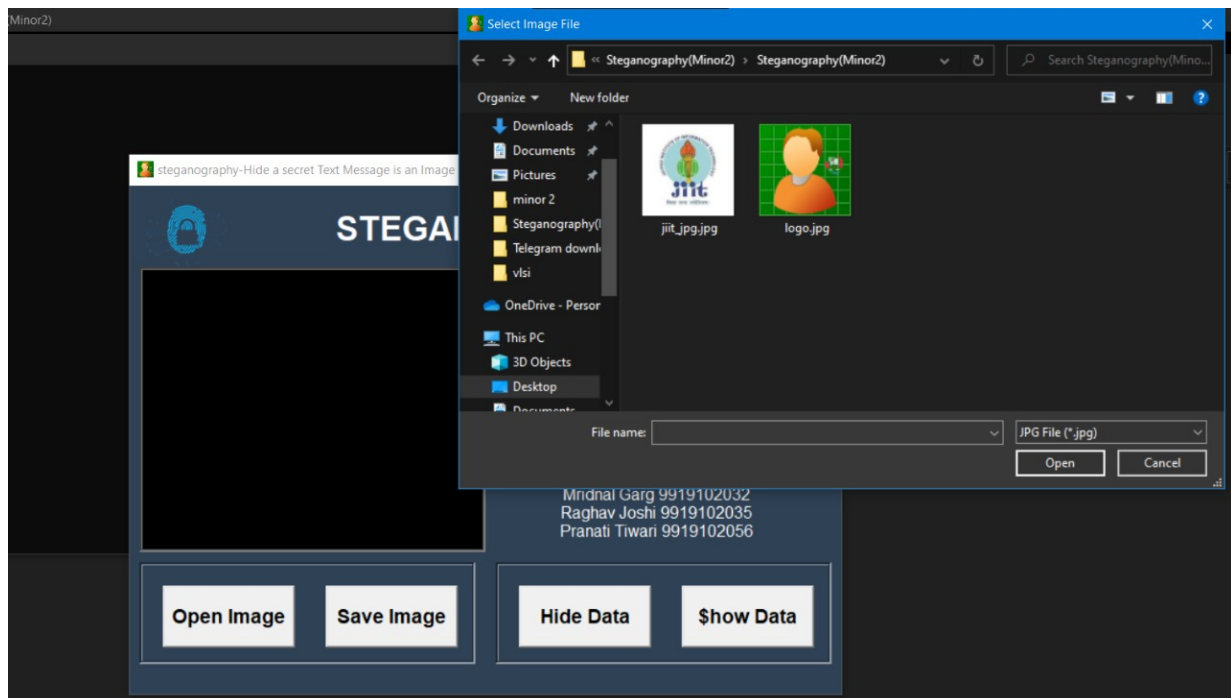 (Minor2)
Select Image File
« Steganography(Minor2) › Steganography(Minor2)
Search Steganography(Mino...
Organize
New folder
Downloads
Documents
Pictures
minor 2
Steganography(
Telegram downl
vlsi
OneDrive - Person
This PC
3D Objects
Desktop
Documents
jiit
jiit_jpg.jpg
logo.jpg
File name:
JPG File (*.jpg)
Open
Cancel
steganography-Hide a secret Text Message is an Image
STEGA
Mridnal Garg 9919102032
Raghav Joshi 9919102035
Pranati Tiwari 9919102056
Open Image
Save Image
Hide Data
$how Data